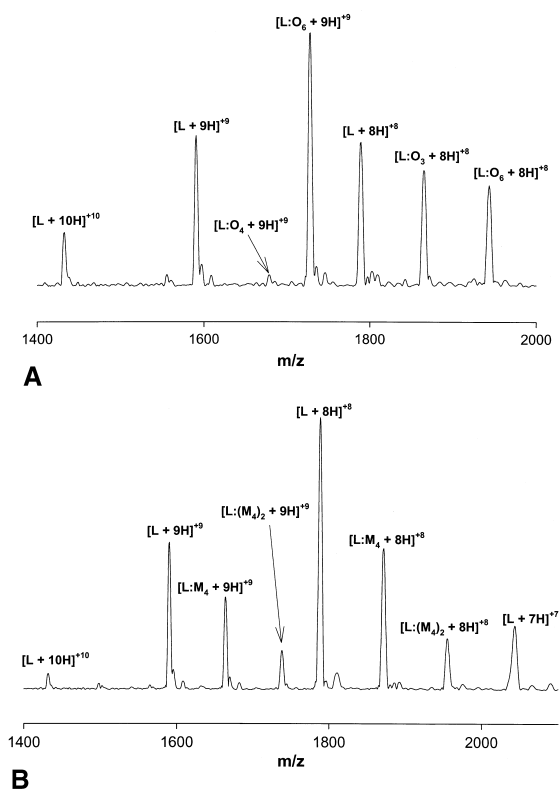 [L:O₆ + 9H]⁺⁹
[L + 9H]⁺⁹
[L + 8H]⁺⁸
[L:O₃ + 8H]⁺⁸
[L:O₆ + 8H]⁺⁸
[L + 10H]⁺¹⁰
[L:O₄ + 9H]⁺⁹
1400 1600 1800 2000
m/z
A
[L + 8H]⁺⁸
[L:(M₄)₂ + 9H]⁺⁹
[L + 9H]⁺⁹
[L:M₄ + 8H]⁺⁸
[L:M₄ + 9H]⁺⁹
[L:(M₄)₂ + 8H]⁺⁸
[L + 7H]⁺⁷
[L + 10H]⁺¹⁰
1400 1600 1800 2000
m/z
B